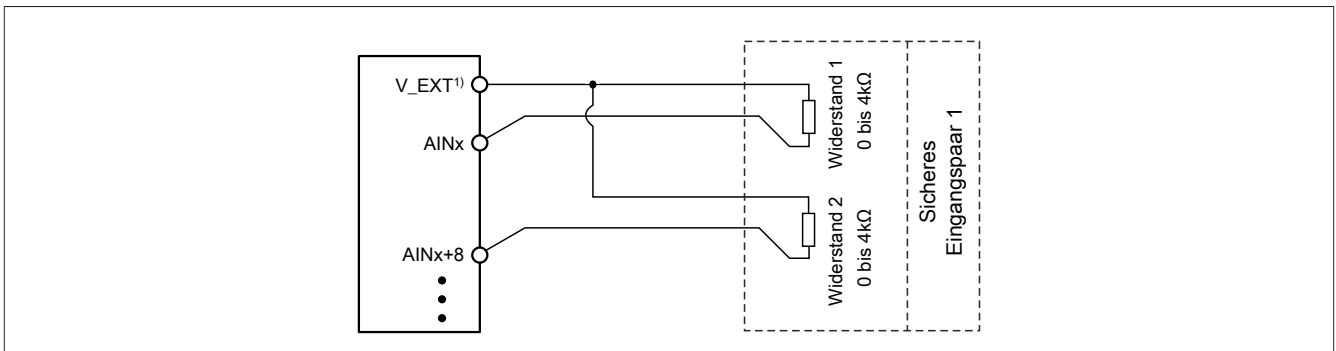 V_EXT1)
AINx
AINx+8
Widerstand 1
0 bis 4kΩ
Widerstand 2
0 bis 4kΩ
Sicheres
Eingangspaar 1